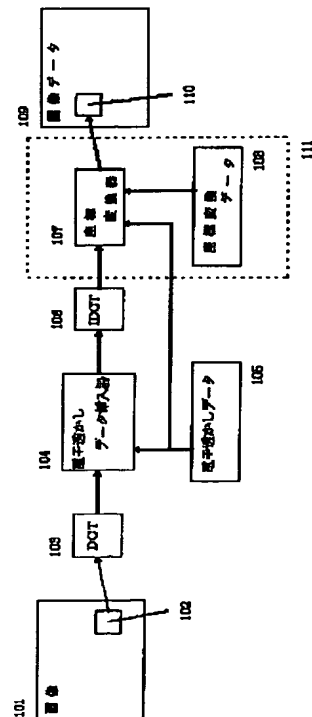 101
画像
102
103
DCT
104
電子透かし
データ挿入器
105
電子透かしデータ
106
IDCT
107
座標
変換器
108
座標変換
データ
109
画像データ
110
111